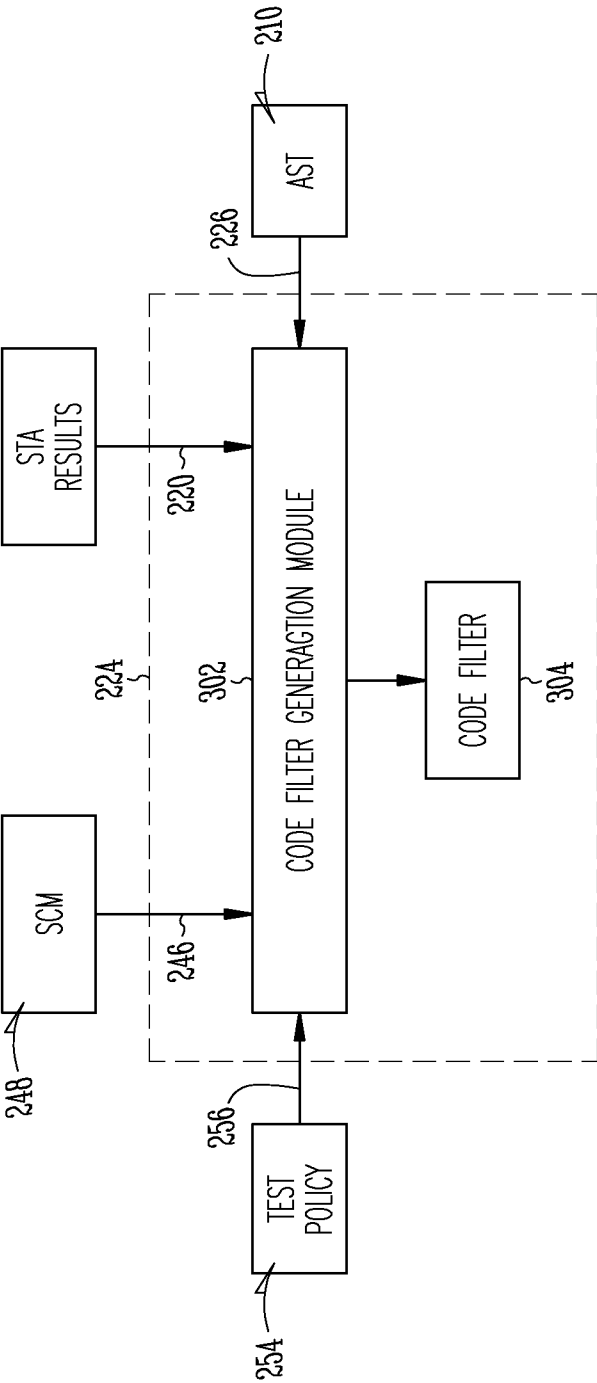 248
SCM
STA
RESULTS
246
220
224
254
TEST
POLICY
256
302
CODE FILTER GENERACTION MODULE
226
AST
210
CODE FILTER
304